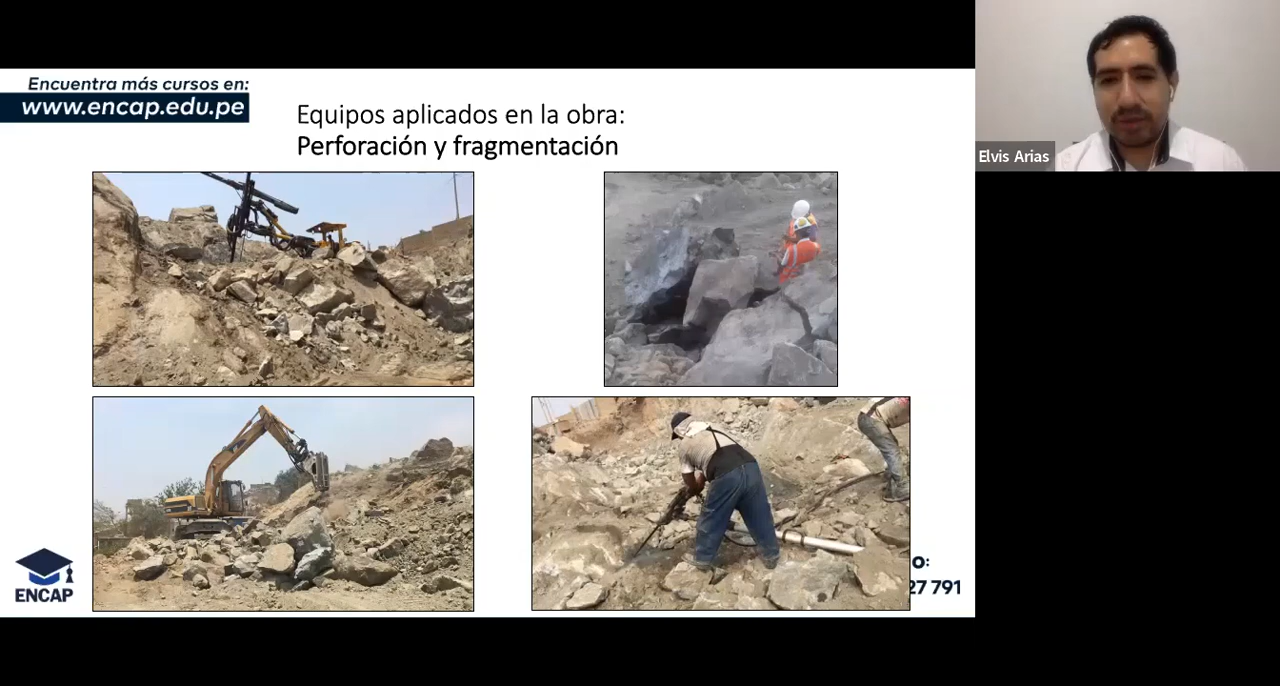 Encuentra más cursos en:
www.encap.edu.pe
Equipos aplicados en la obra:
Perforación y fragmentación
Elvis Arias
ENCAP
O:
27 791